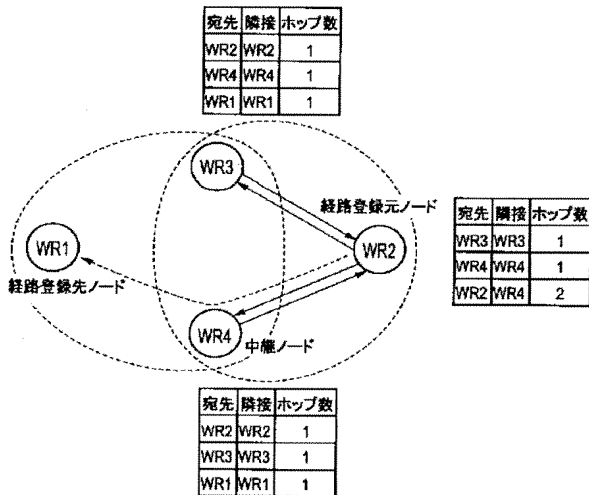 宛先 隣接 ホップ数
WR2 WR2 1
WR4 WR4 1
WR1 WR1 1
WR3
経路登録元ノード
WR2
WR1
経路登録先ノード
WR4
中継ノード
宛先 隣接 ホップ数
WR3 WR3 1
WR4 WR4 1
WR2 WR4 2
宛先 隣接 ホップ数
WR2 WR2 1
WR3 WR3 1
WR1 WR1 1